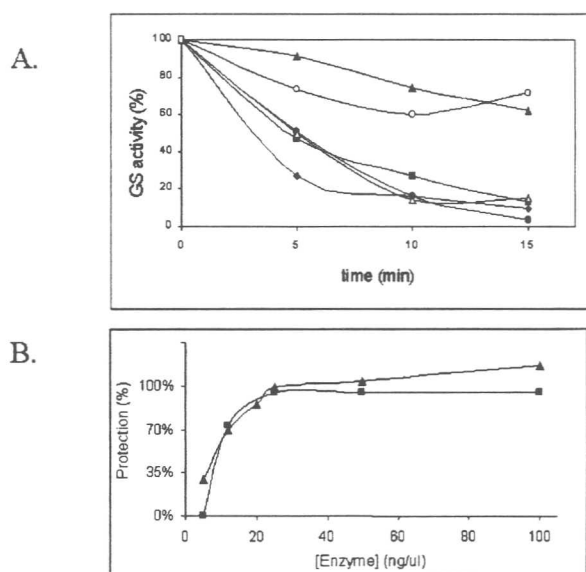 A.
GS activity (%)
100
80
60
40
20
0
0 5 10 15
time (min)
B.
Protection (%)
100%
70%
35%
0%
0 20 40 60 80 100
[Enzyme] (ng/ul)